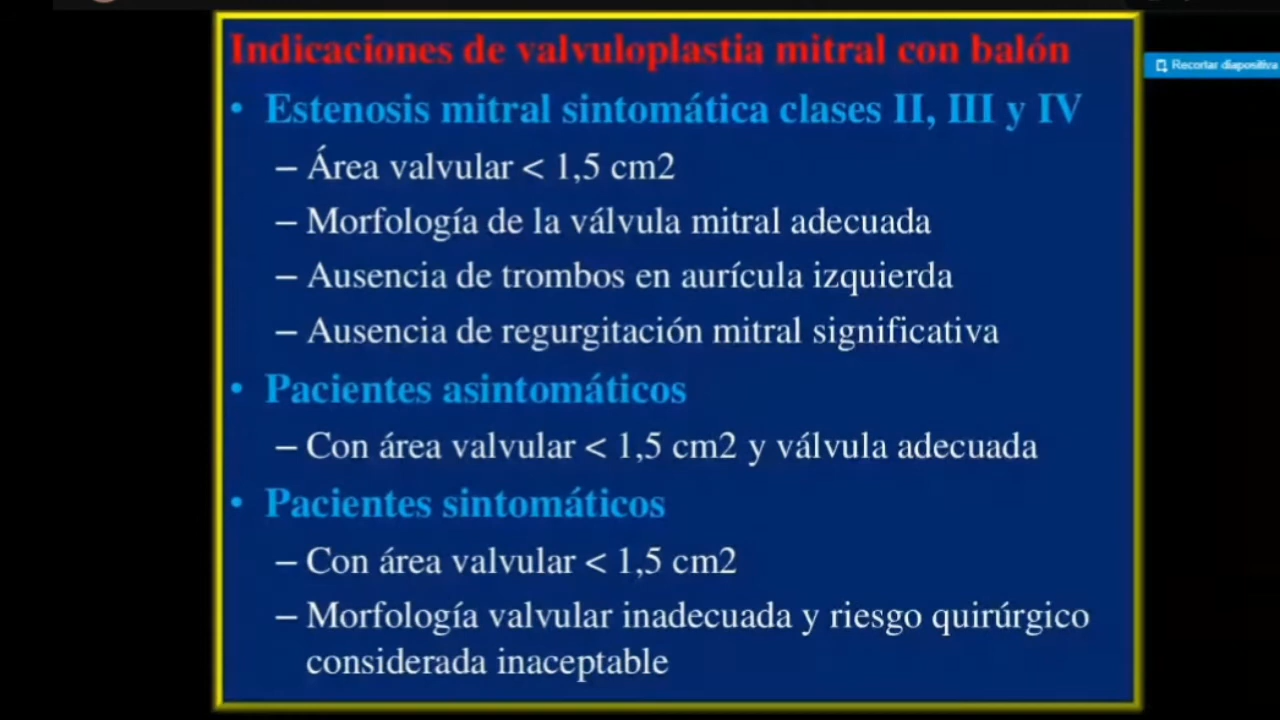 Indicaciones de valvuloplastia mitral con balón
• Estenosis mitral sintomática clases II, III y IV
– Área valvular < 1,5 cm2
– Morfología de la válvula mitral adecuada
– Ausencia de trombos en aurícula izquierda
– Ausencia de regurgitación mitral significativa
• Pacientes asintomáticos
– Con área valvular < 1,5 cm2 y válvula adecuada
• Pacientes sintomáticos
– Con área valvular < 1,5 cm2
– Morfología valvular inadecuada y riesgo quirúrgico
considerada inaceptable
Recortar diapositiva